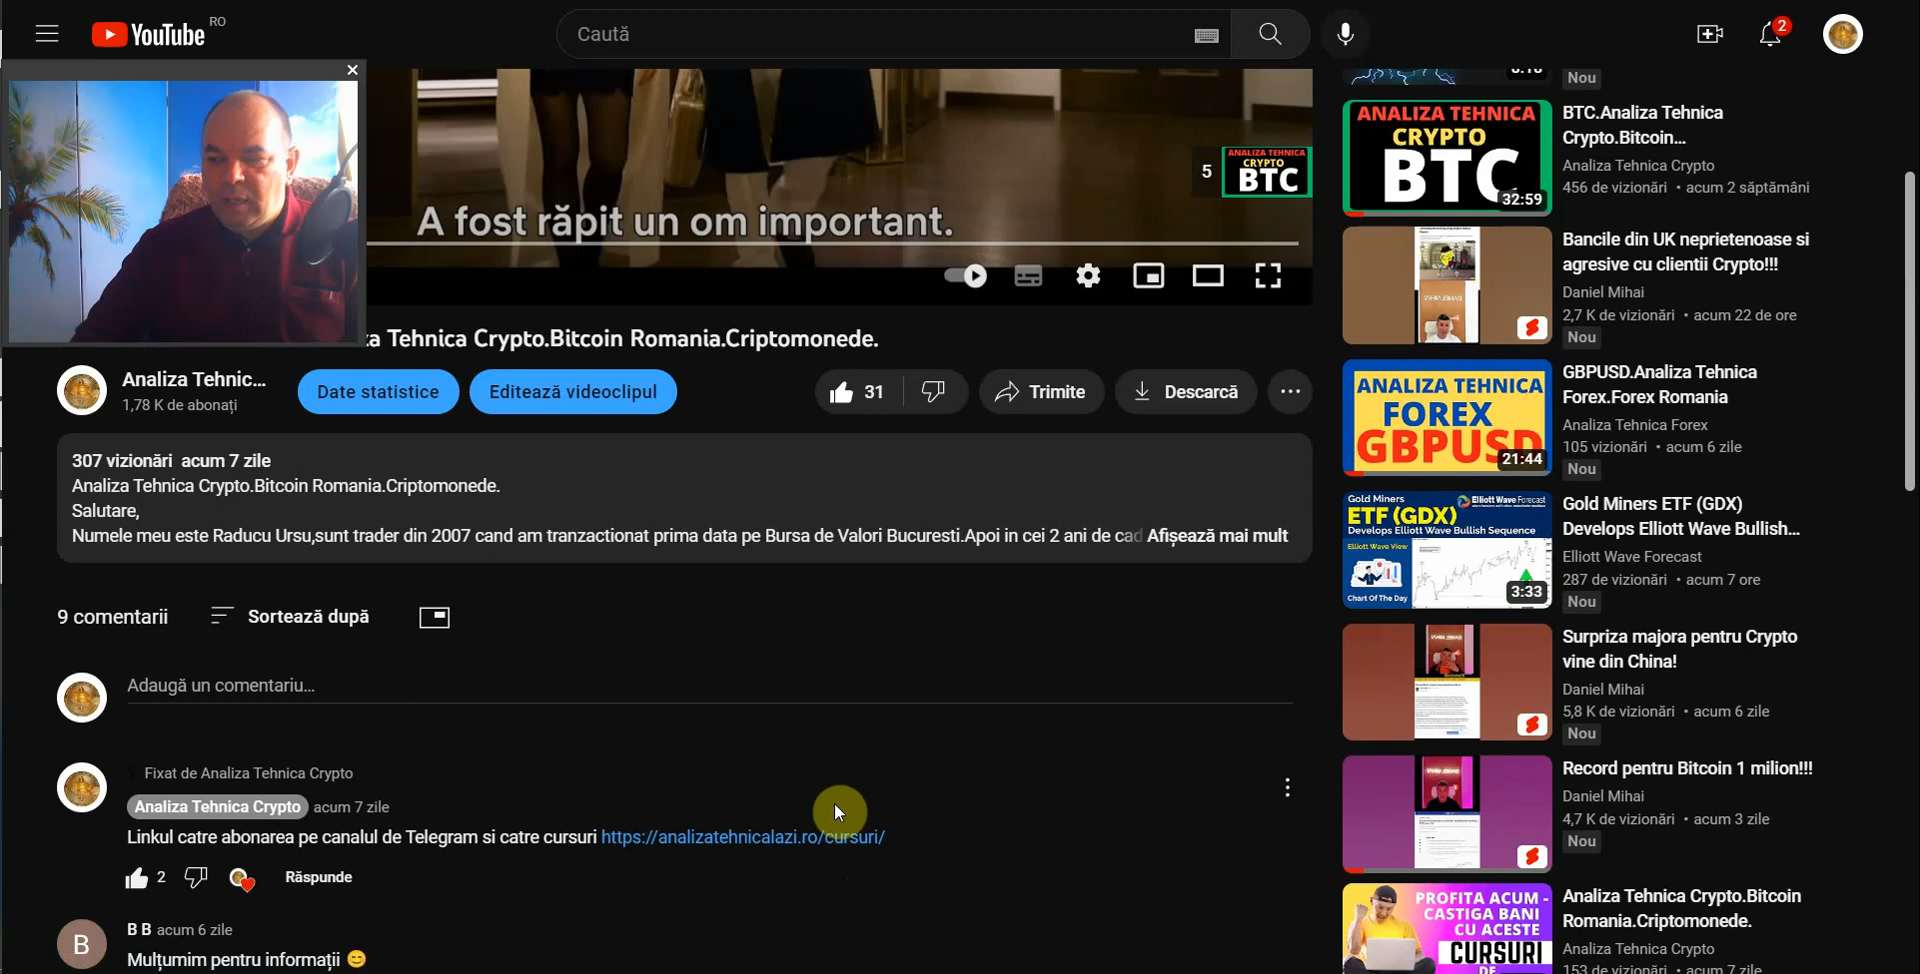 YouTube RO
Caută
2
A fost răpit un om important.
5
ANALIZA TEHNICA
CRYPTO
BTC
Tehnica Crypto.Bitcoin Romania.Criptomonede.
Analiza Tehnic...
1,78 K de abonați
Date statistice
Editează videoclipul
31
Trimite
Descarcă
307 vizionări acum 7 zile
Analiza Tehnica Crypto.Bitcoin Romania.Criptomonede.
Salutare,
Numele meu este Raducu Ursu,sunt trader din 2007 cand am tranzactionat prima data pe Bursa de Valori Bucuresti.Apoi in cei 2 ani de cad Afișează mai mult
9 comentarii
Sortează după
Adaugă un comentariu...
Fixat de Analiza Tehnica Crypto
Analiza Tehnica Crypto acum 7 zile
Linkul catre abonarea pe canalul de Telegram si catre cursuri https://analizatehnicalazi.ro/cursuri/
2
Răspunde
B
B B acum 6 zile
Mulțumim pentru informații 😊
Nou
ANALIZA TEHNICA
CRYPTO
BTC
32:59
BTC.Analiza Tehnica
Crypto.Bitcoin...
Analiza Tehnica Crypto
456 de vizionări • acum 2 săptămâni
Bancile din UK neprietenoase si
agresive cu clientii Crypto!!!
Daniel Mihai
2,7 K de vizionări • acum 22 de ore
Nou
ANALIZA TEHNICA
FOREX
GBPUSD
21:44
GBPUSD.Analiza Tehnica
Forex.Forex Romania
Analiza Tehnica Forex
105 vizionări • acum 6 zile
Nou
Gold Miners
ETF (GDX)
Develops Elliott Wave Bullish Sequence
Elliott Wave Forecast
Elliott Wave View
Chart Of The Day
3:33
Gold Miners ETF (GDX)
Develops Elliott Wave Bullish...
Elliott Wave Forecast
287 de vizionări • acum 7 ore
Nou
Surpriza majora pentru Crypto
vine din China!
Daniel Mihai
5,8 K de vizionări • acum 6 zile
Nou
Record pentru Bitcoin 1 milion!!!
Daniel Mihai
4,7 K de vizionări • acum 3 zile
Nou
PROFITA ACUM -
CASTIGA BANI
CU ACESTE
CURSURI
DE
Analiza Tehnica Crypto.Bitcoin
Romania.Criptomonede.
Analiza Tehnica Crypto
153 de vizionări • acum 7 zile